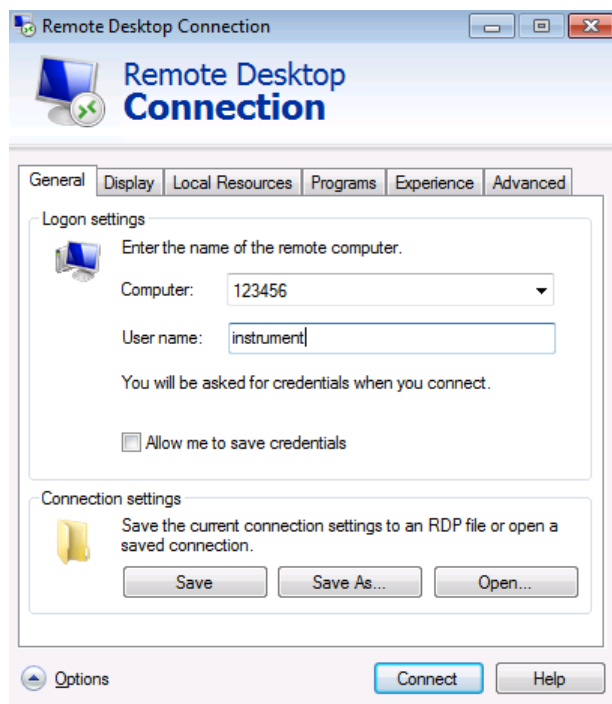 Remote Desktop Connection
Remote Desktop
Connection
General Display Local Resources Programs Experience Advanced
Logon settings
Enter the name of the remote computer.
Computer: 123456
User name: instrument
You will be asked for credentials when you connect.
Allow me to save credentials
Connection settings
Save the current connection settings to an RDP file or open a
saved connection.
Save Save As... Open...
Options Connect Help